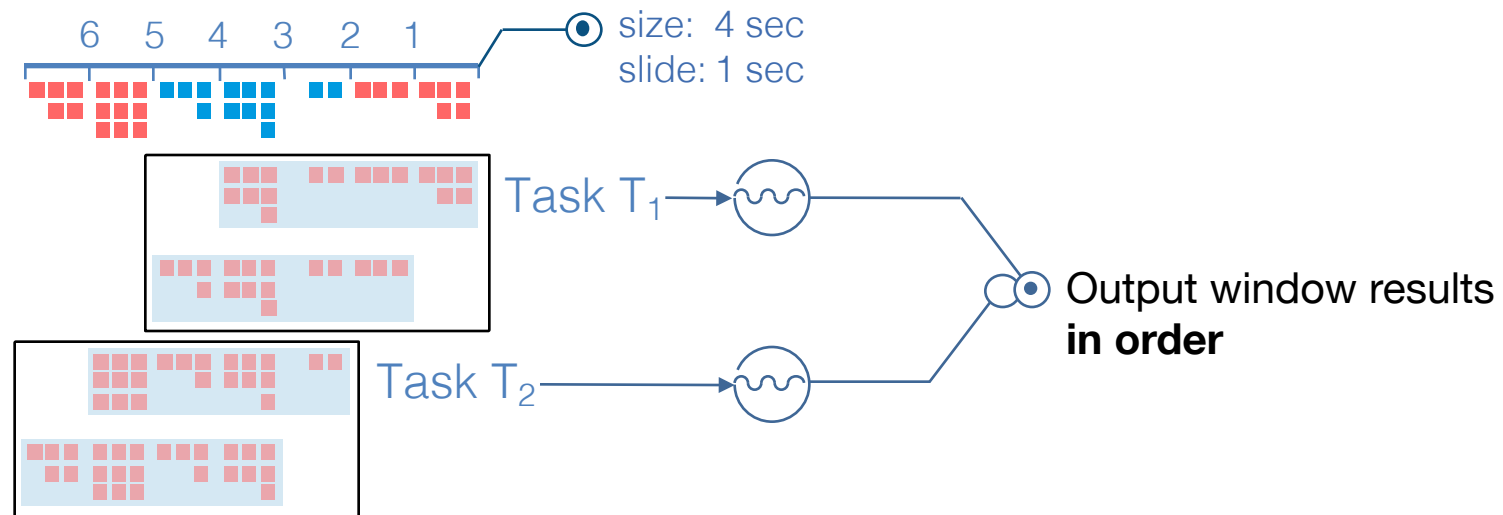 6 5 4 3 2 1
size: 4 sec
slide: 1 sec
Task T₁
Output window results
in order
Task T₂